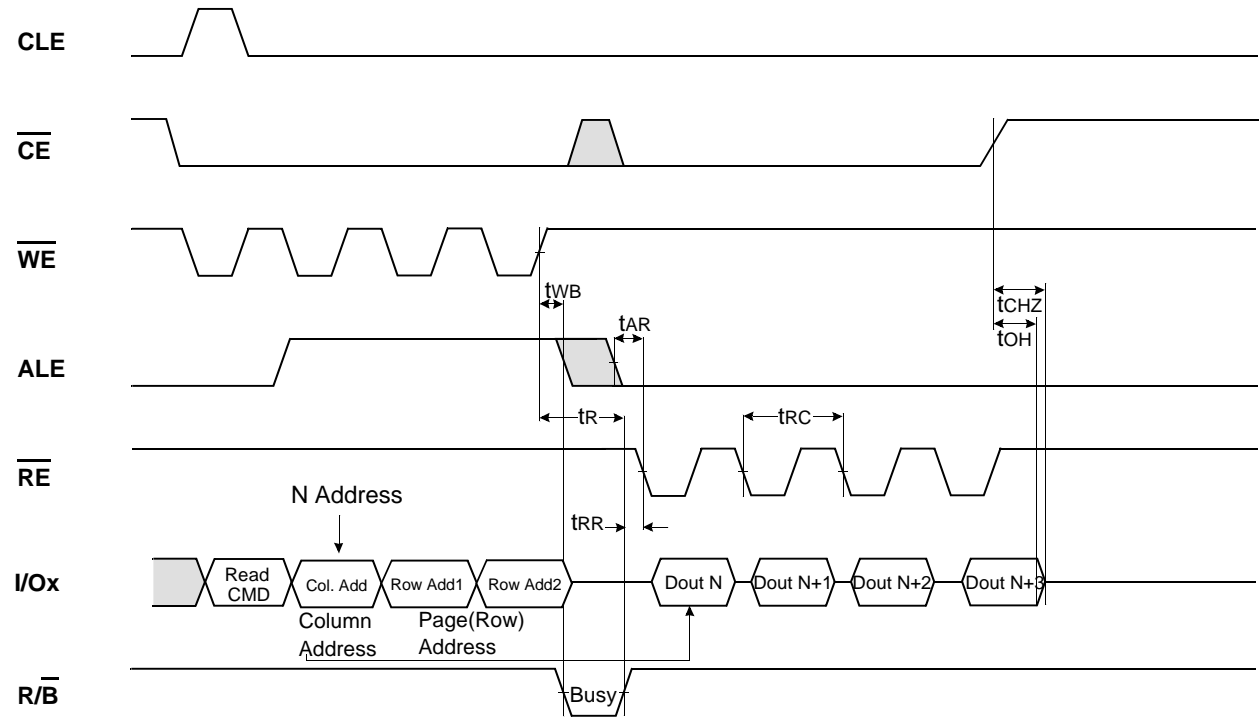 CLE
CE
WE
tWB
tCHZ
tAR
tOH
ALE
tR
tRC
RE
N Address
tRR
I/Ox
Read CMD
Col. Add
Row Add1
Row Add2
Dout N
Dout N+1
Dout N+2
Dout N+3
Column
Address
Page(Row)
Address
R/B
Busy